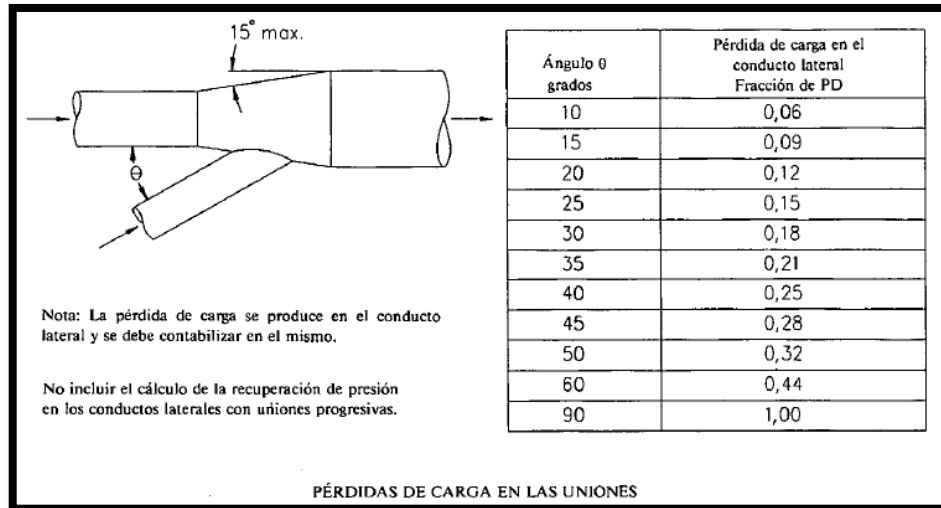 15° max.
θ
Nota: La pérdida de carga se produce en el conducto
lateral y se debe contabilizar en el mismo.
No incluir el cálculo de la recuperación de presión
en los conductos laterales con uniones progresivas.
Ángulo θ
grados
Pérdida de carga en el
conducto lateral
Fracción de PD
10 0,06
15 0,09
20 0,12
25 0,15
30 0,18
35 0,21
40 0,25
45 0,28
50 0,32
60 0,44
90 1,00
PÉRDIDAS DE CARGA EN LAS UNIONES